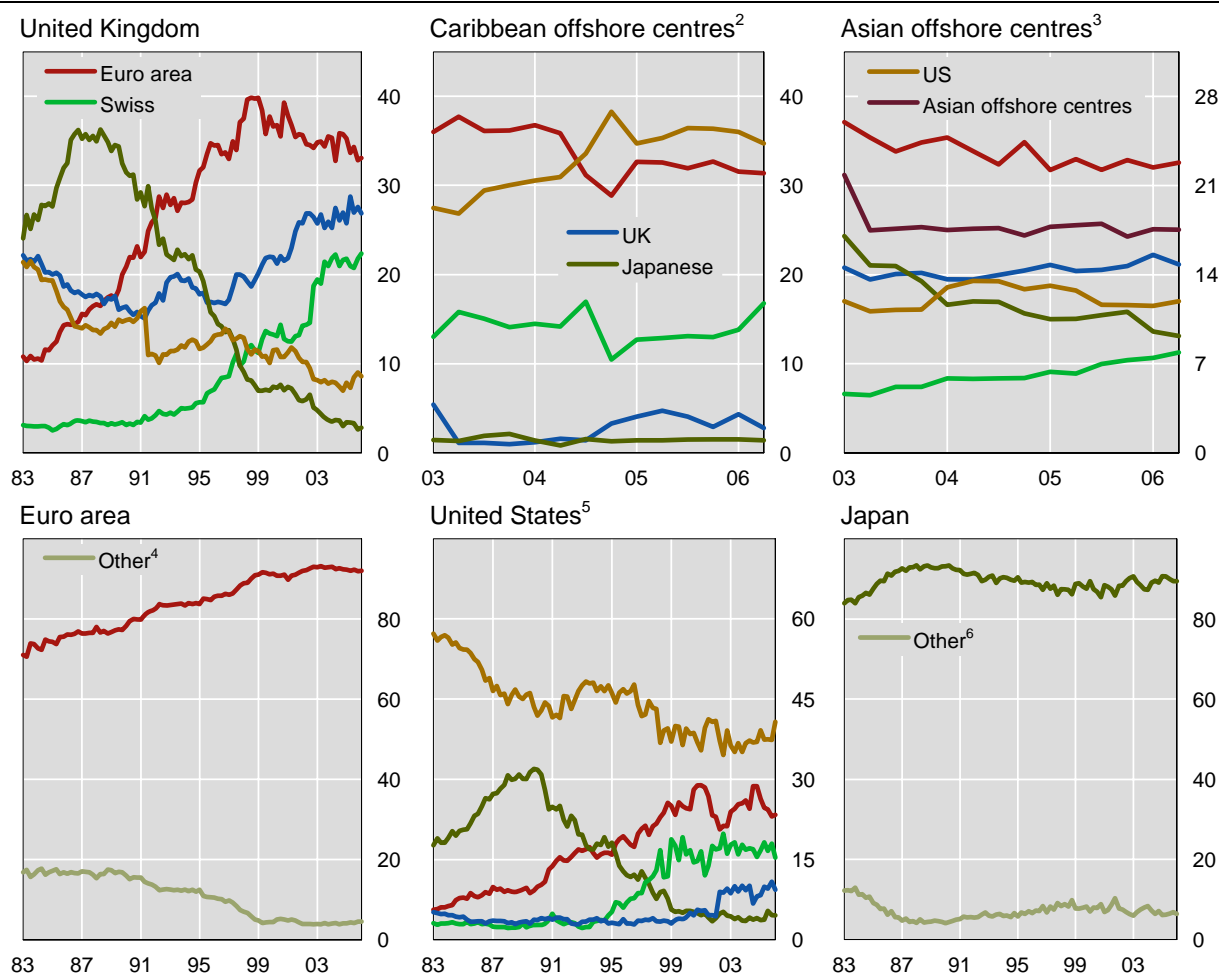 United Kingdom
Euro area
Swiss
40
30
20
10
0
83 87 91 95 99 03
Caribbean offshore centres²
UK
Japanese
40
30
20
10
0
03 04 05 06
Asian offshore centres³
US
Asian offshore centres
28
21
14
7
0
03 04 05 06
Euro area
Other⁴
80
60
40
20
0
83 87 91 95 99 03
United States⁵
60
45
30
15
0
83 87 91 95 99 03
Japan
Other⁶
80
60
40
20
0
83 87 91 95 99 03